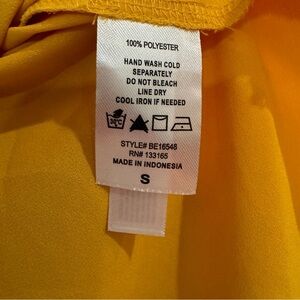 100% POLYESTER
HAND WASH COLD
SEPARATELY
DO NOT BLEACH
LINE DRY
COOL IRON IF NEEDED
30°C
STYLE# BE16546
RN# 133165
MADE IN INDONESIA
S